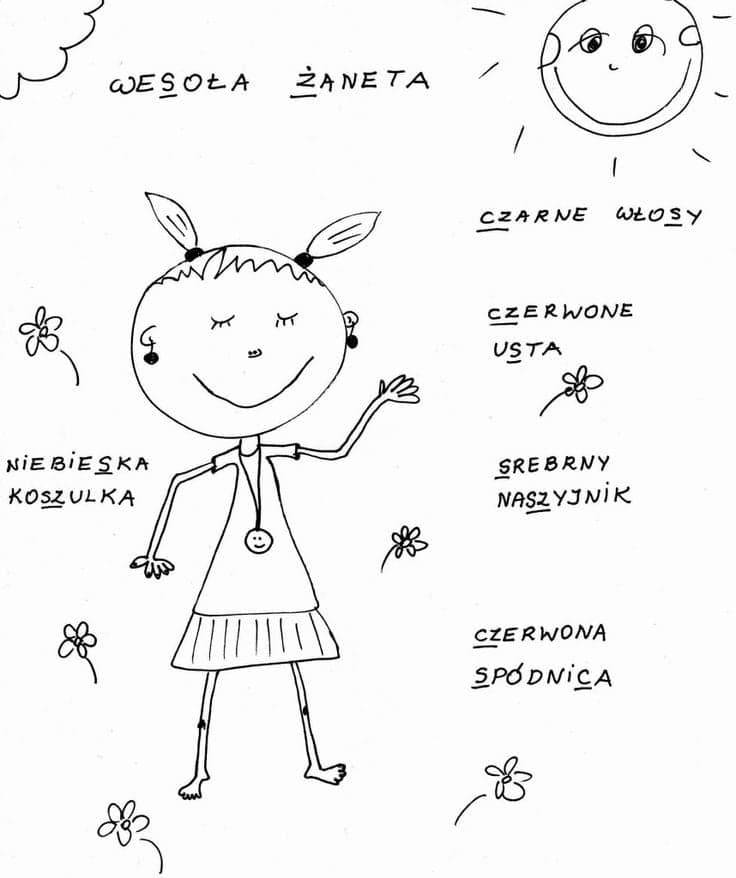 WESOŁA ŻANETA
CZARNE WŁOSY
CZERWONE
USTA
NIEBIESKA
KOSZULKA
SREBRNY
NASZYJNIK
CZERWONA
SPÓDNICA